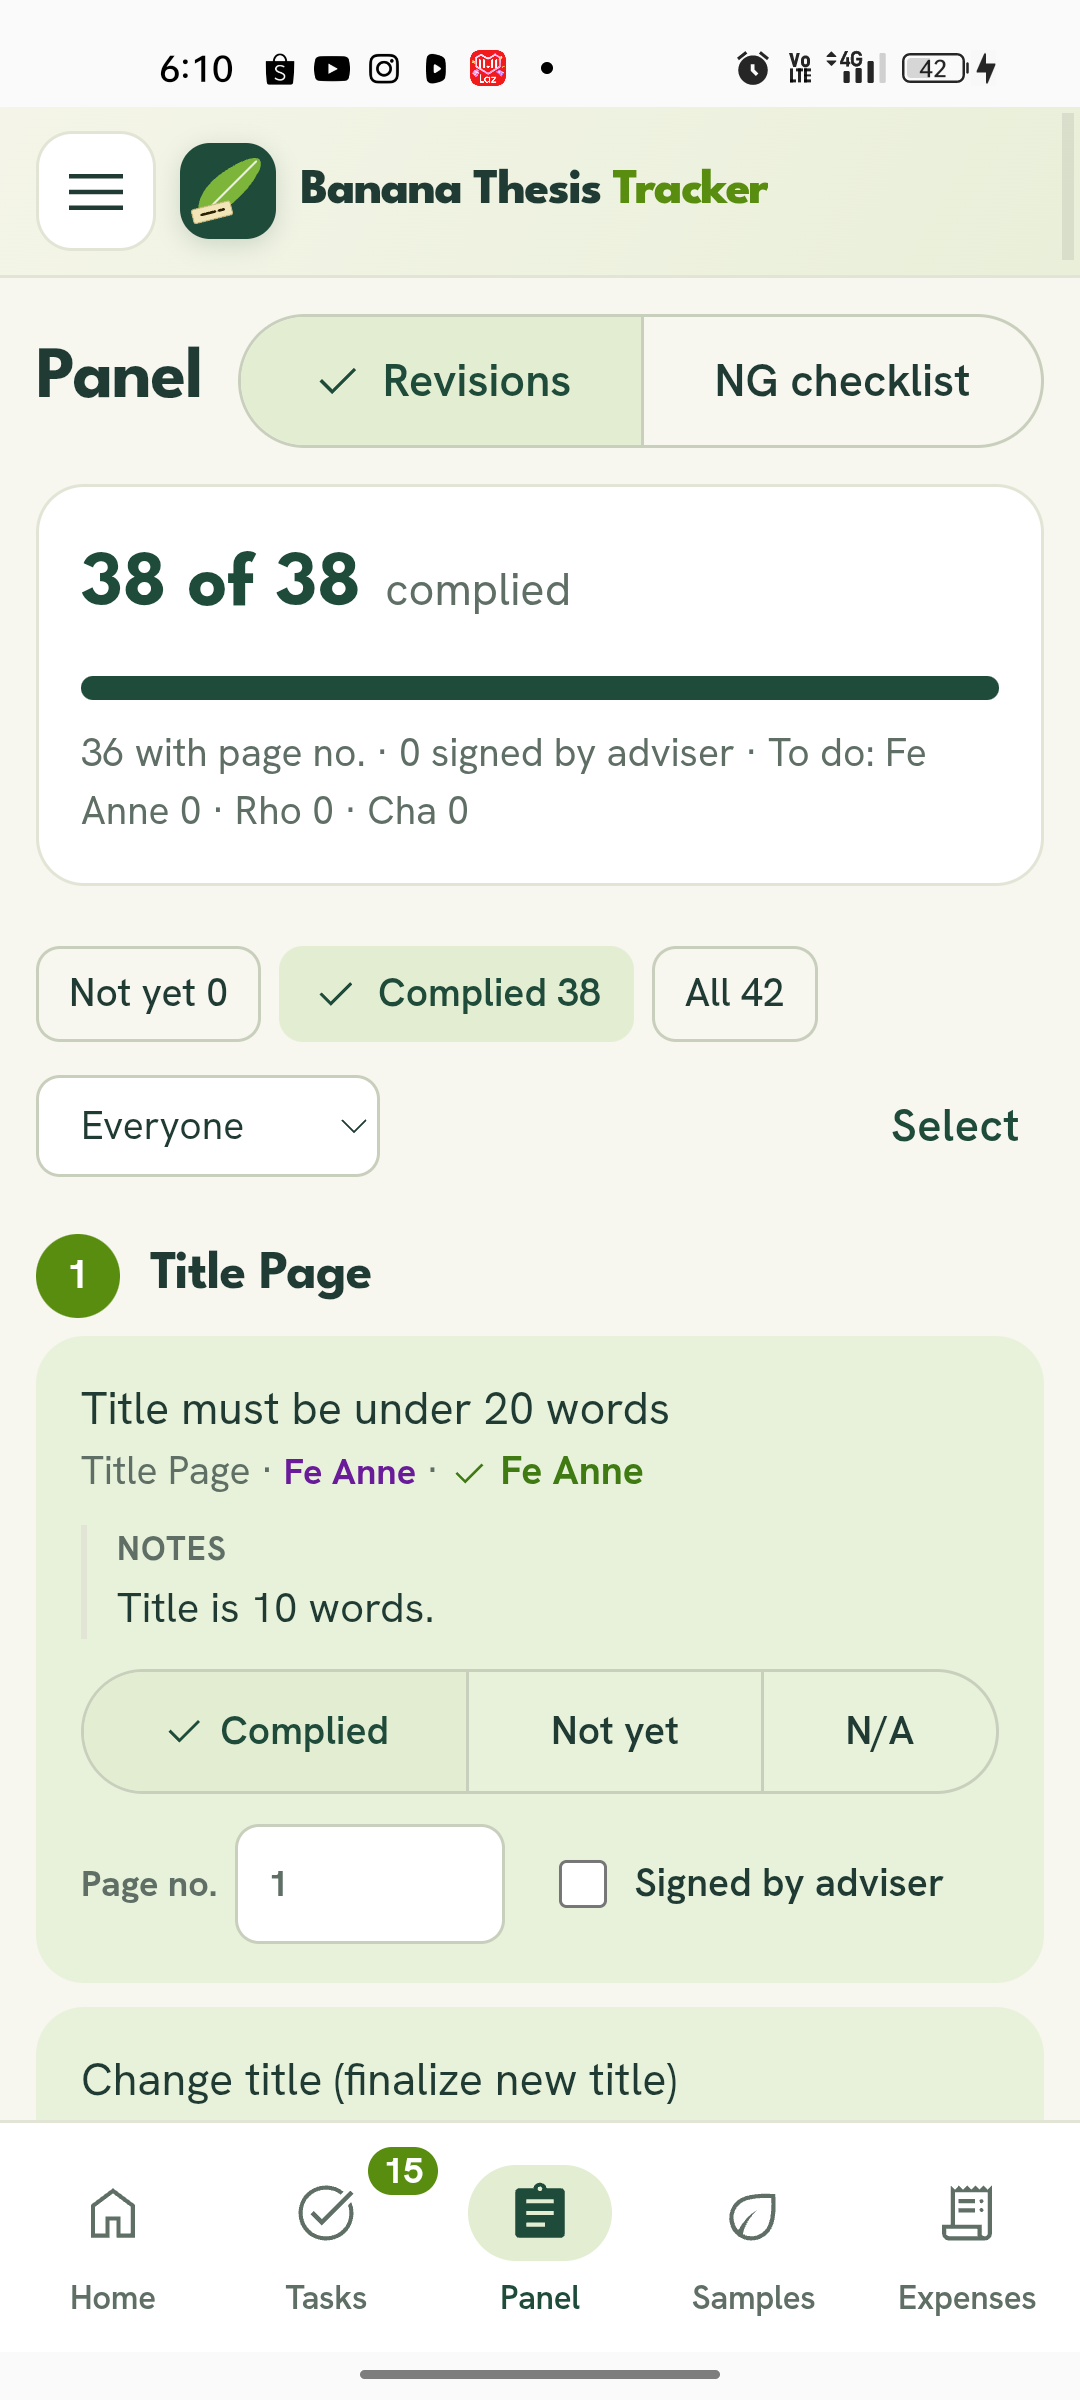 6:10
Vo LTE 4G 42
Laz
Banana Thesis Tracker
Panel
Revisions
NG checklist
38 of 38 complied
36 with page no. · 0 signed by adviser · To do: Fe
Anne 0 · Rho 0 · Cha 0
Not yet 0
Complied 38
All 42
Everyone
Select
1
Title Page
Title must be under 20 words
Title Page · Fe Anne · ✓ Fe Anne
NOTES
Title is 10 words.
Complied
Not yet
N/A
Page no.
1
Signed by adviser
Change title (finalize new title)
15
Home
Tasks
Panel
Samples
Expenses